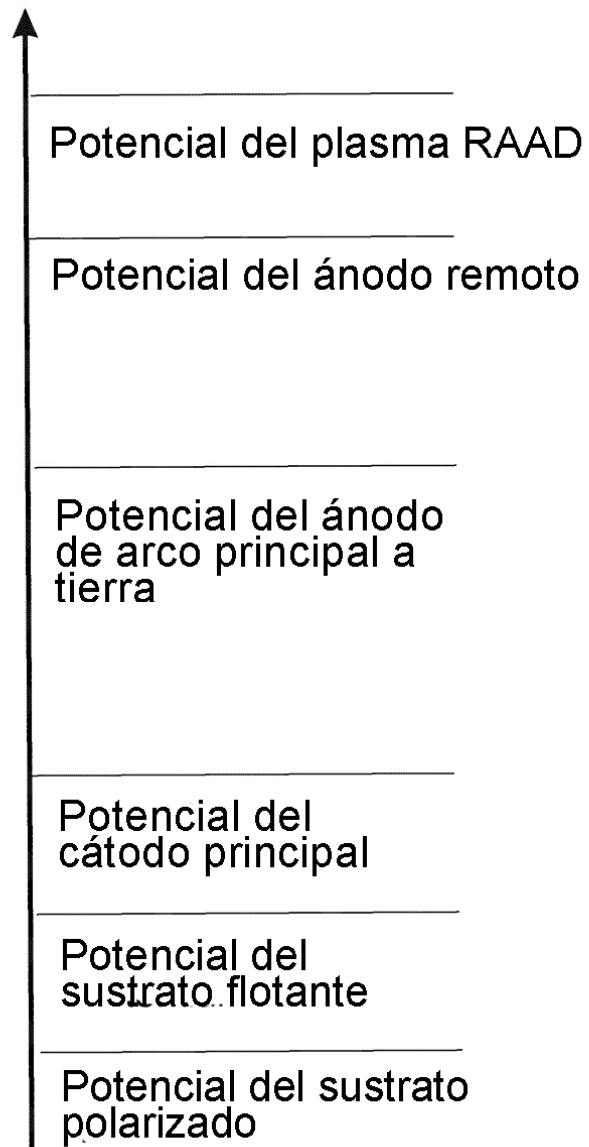 Potencial del plasma RAAD
Potencial del ánodo remoto
Potencial del ánodo
de arco principal a
tierra
Potencial del
cátodo principal
Potencial del
sustrato flotante
Potencial del sustrato
polarizado